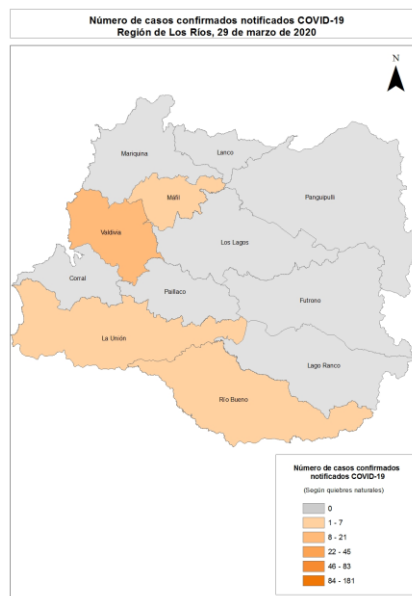 Número de casos confirmados notificados COVID-19
Región de Los Ríos, 29 de marzo de 2020
N
Mariquina
Lanco
Máfil
Panguipulli
Valdivia
Los Lagos
Corral
Paillaco
Futrono
La Unión
Lago Ranco
Río Bueno
Número de casos confirmados
notificados COVID-19
(Según quiebres naturales)
0
1 - 7
8 - 21
22 - 45
46 - 83
84 - 181